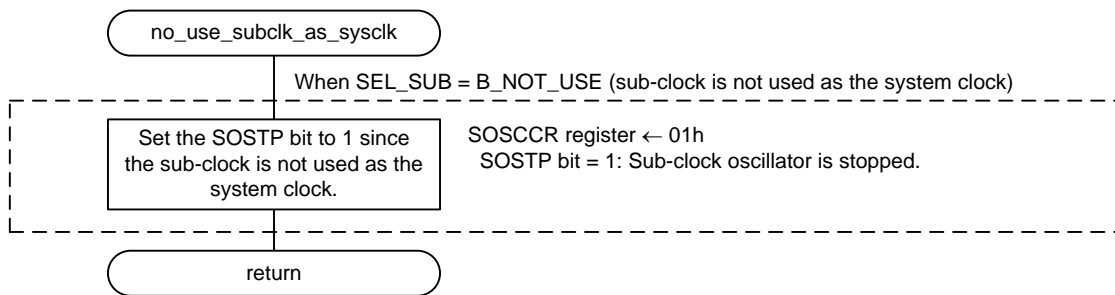 no_use_subclk_as_sysclk
When SEL_SUB = B_NOT_USE (sub-clock is not used as the system clock)
Set the SOSTP bit to 1 since
the sub-clock is not used as the
system clock.
SOSCCR register ← 01h
SOSTP bit = 1: Sub-clock oscillator is stopped.
return